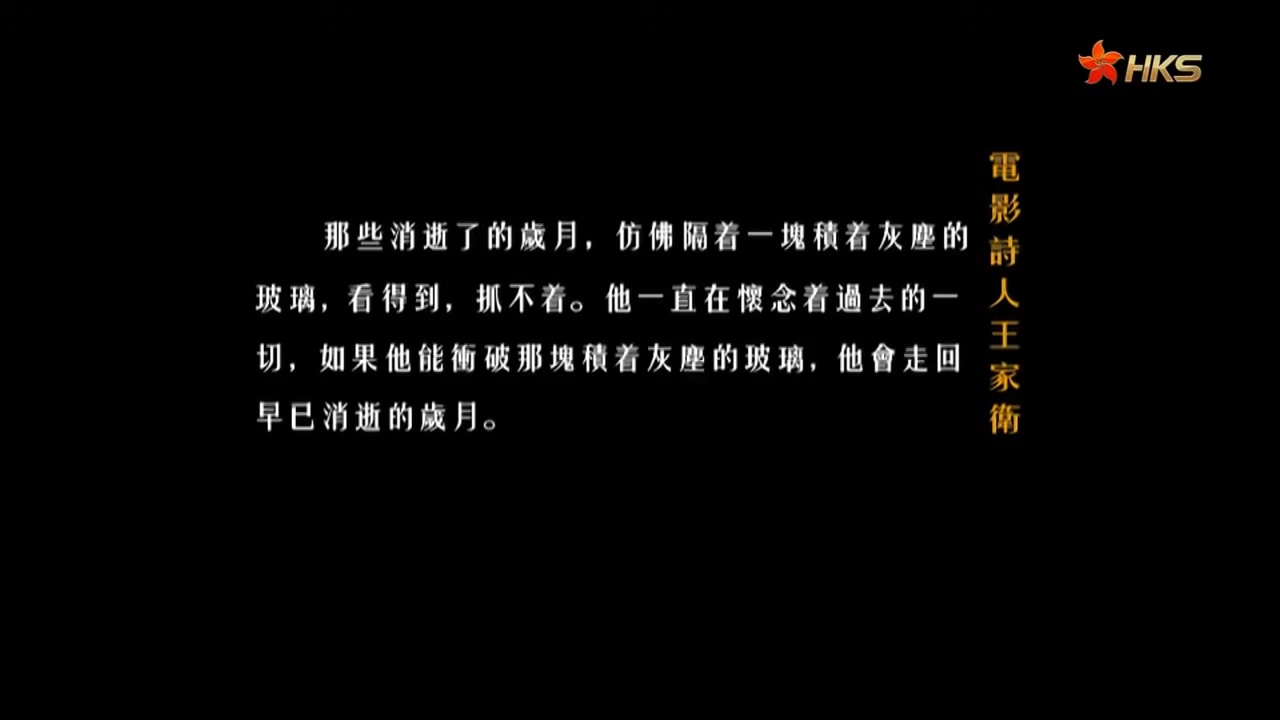 HKS
那些消逝了的歲月，仿佛隔着一塊積着灰塵的
玻璃，看得到，抓不着。他一直在懷念着過去的一
切，如果他能衝破那塊積着灰塵的玻璃，他會走回
早已消逝的歲月。
電影詩人王家衛